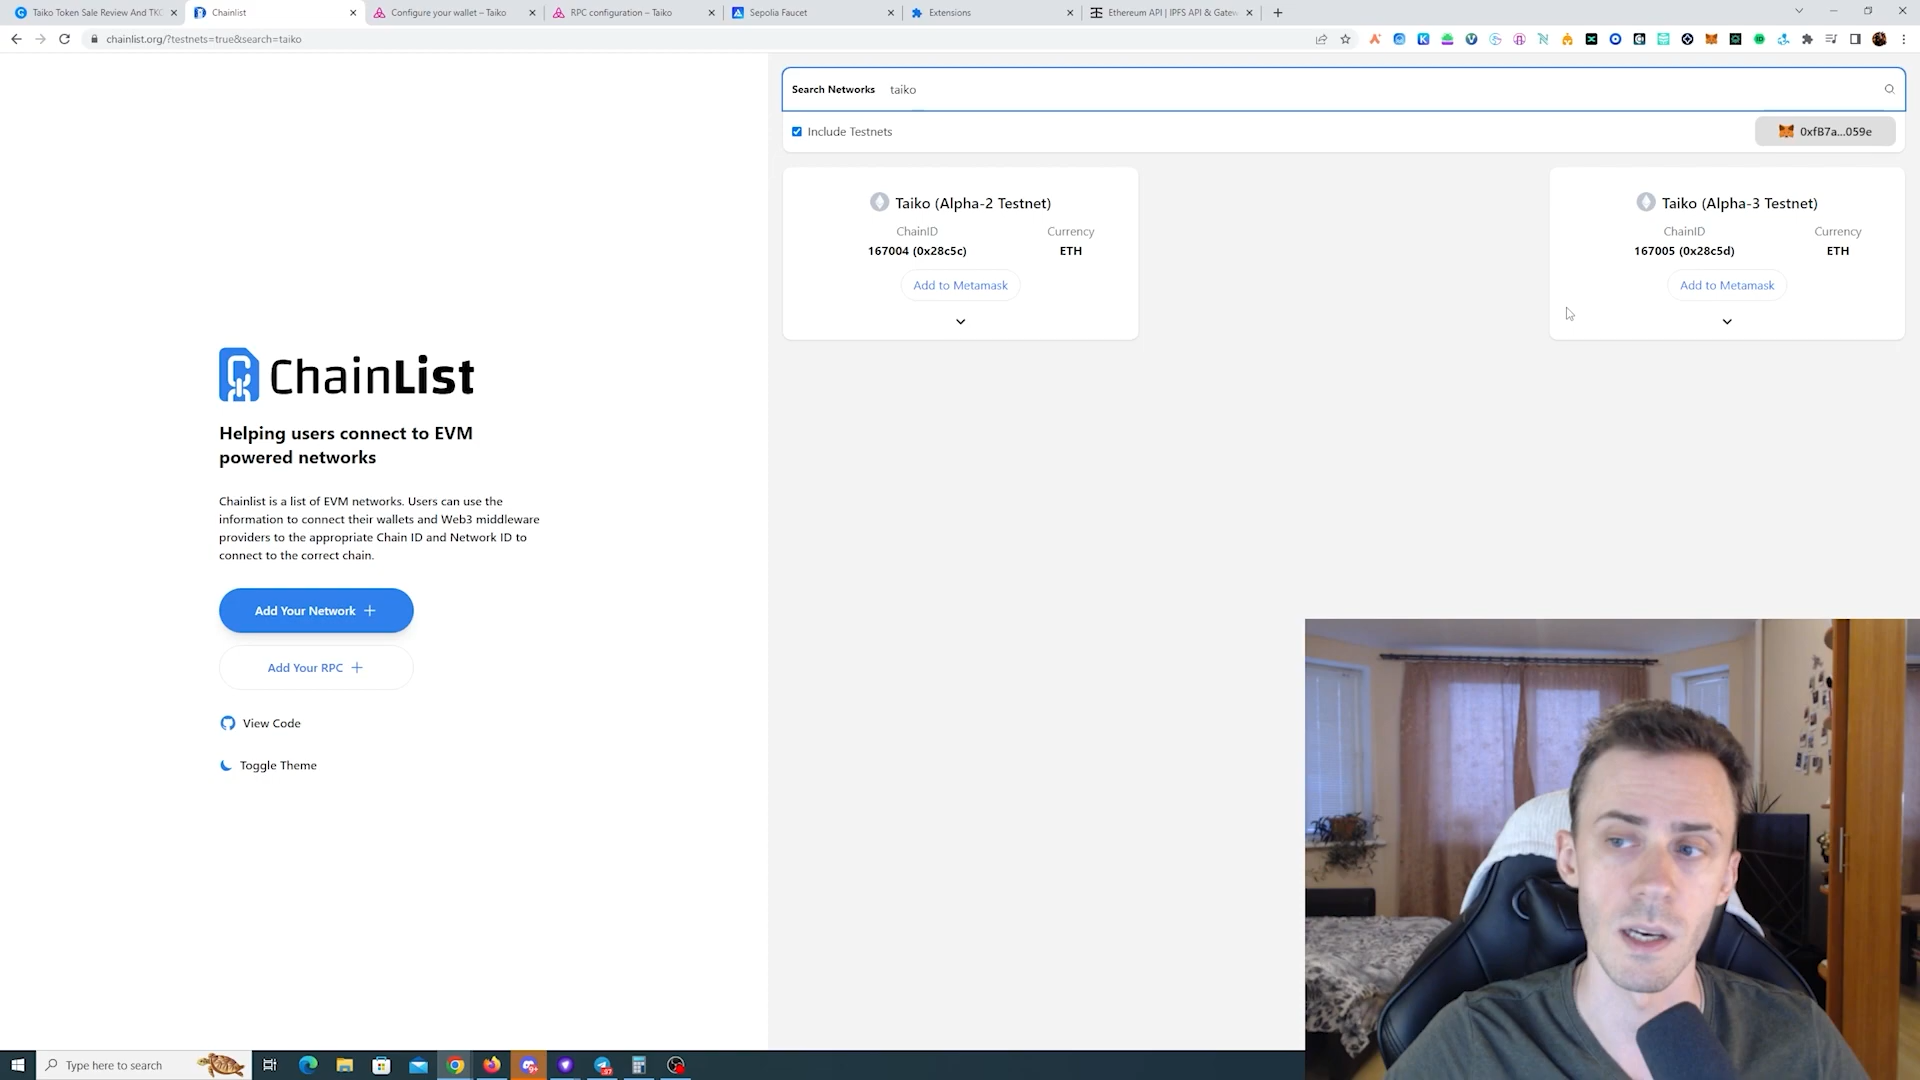 Taiko Token Sale Review And TKO
Chainlist
Configure your wallet – Taiko
RPC configuration – Taiko
Sepolia Faucet
Extensions
Ethereum API | IPFS API & Gatew
chainlist.org/?testnets=true&search=taiko
Search Networks taiko
Include Testnets
0xfB7a...059e
Taiko (Alpha-2 Testnet)
ChainID Currency
167004 (0x28c5c) ETH
Add to Metamask
Taiko (Alpha-3 Testnet)
ChainID Currency
167005 (0x28c5d) ETH
Add to Metamask
ChainList
Helping users connect to EVM
powered networks
Chainlist is a list of EVM networks. Users can use the
information to connect their wallets and Web3 middleware
providers to the appropriate Chain ID and Network ID to
connect to the correct chain.
Add Your Network
Add Your RPC
View Code
Toggle Theme
Type here to search